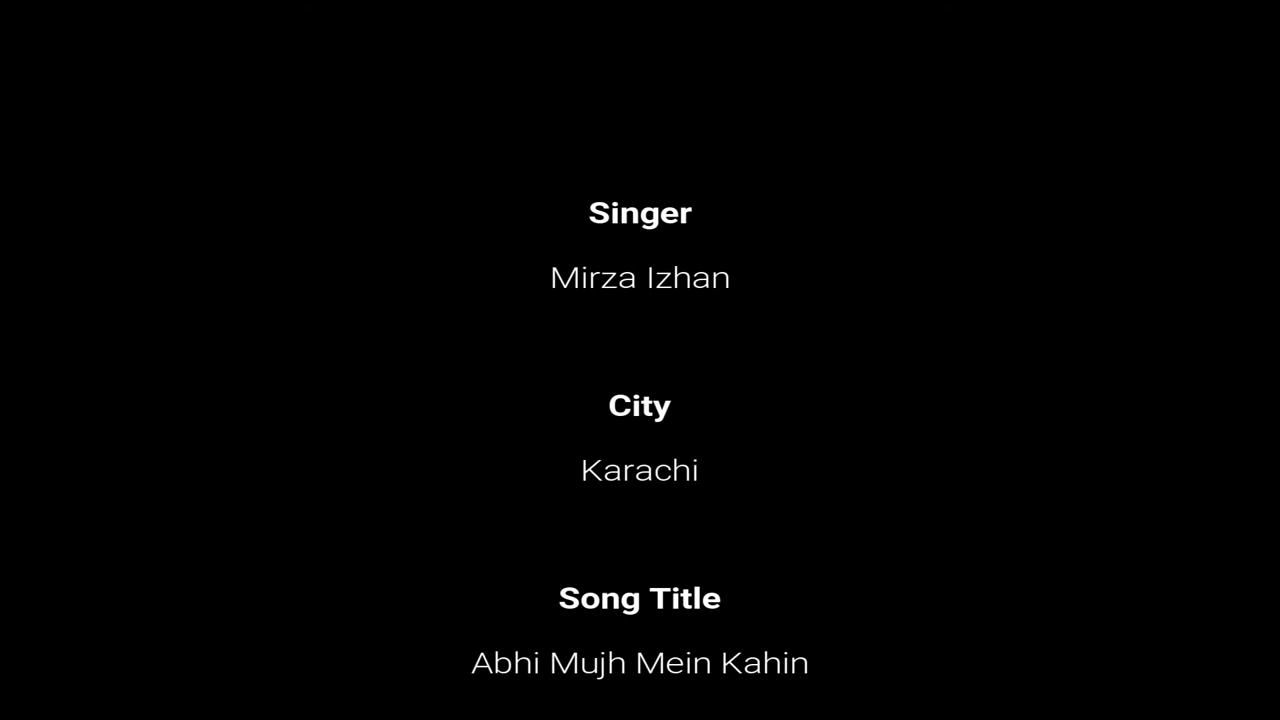 Singer
Mirza Izhan
City
Karachi
Song Title
Abhi Mujh Mein Kahin